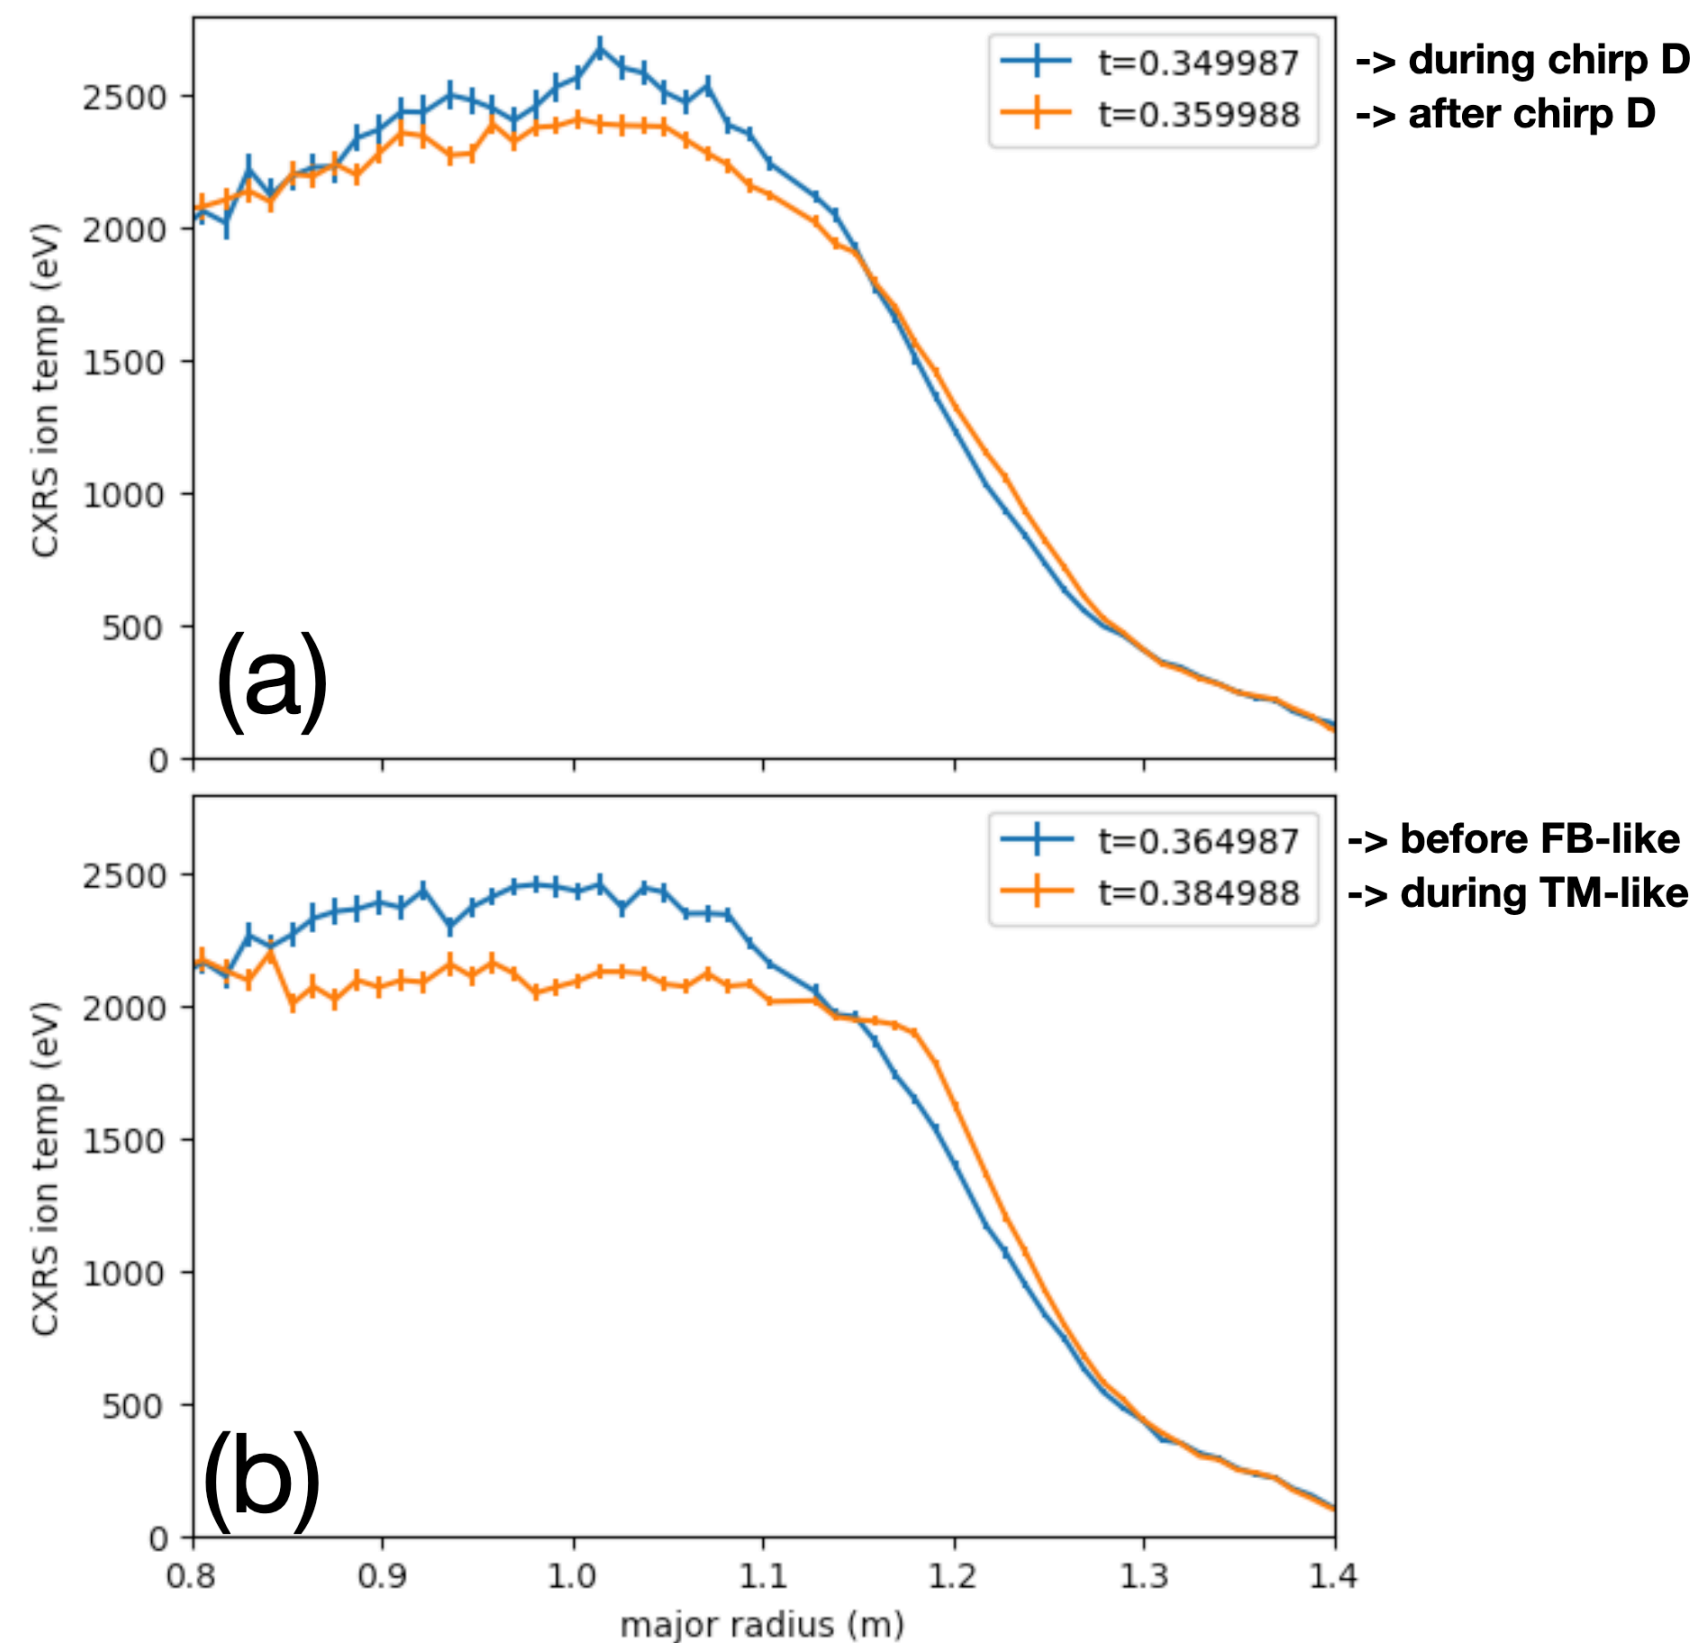 t=0.349987 -> during chirp D
t=0.359988 -> after chirp D
2500
2000
1500
1000
500
0
CXRS ion temp (eV)
(a)
t=0.364987 -> before FB-like
t=0.384988 -> during TM-like
2500
2000
1500
1000
500
0
CXRS ion temp (eV)
(b)
0.8 0.9 1.0 1.1 1.2 1.3 1.4
major radius (m)